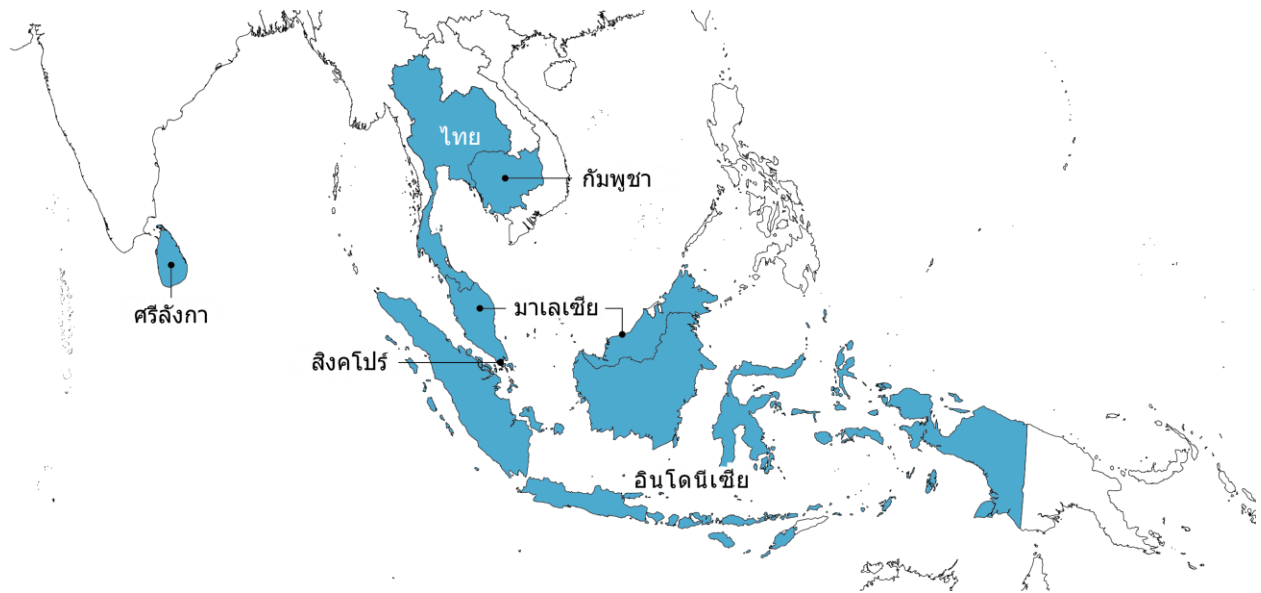 ไทย
กัมพูชา
มาเลเซีย
ศรีลังกา
สิงคโปร์
อินโดนีเซีย